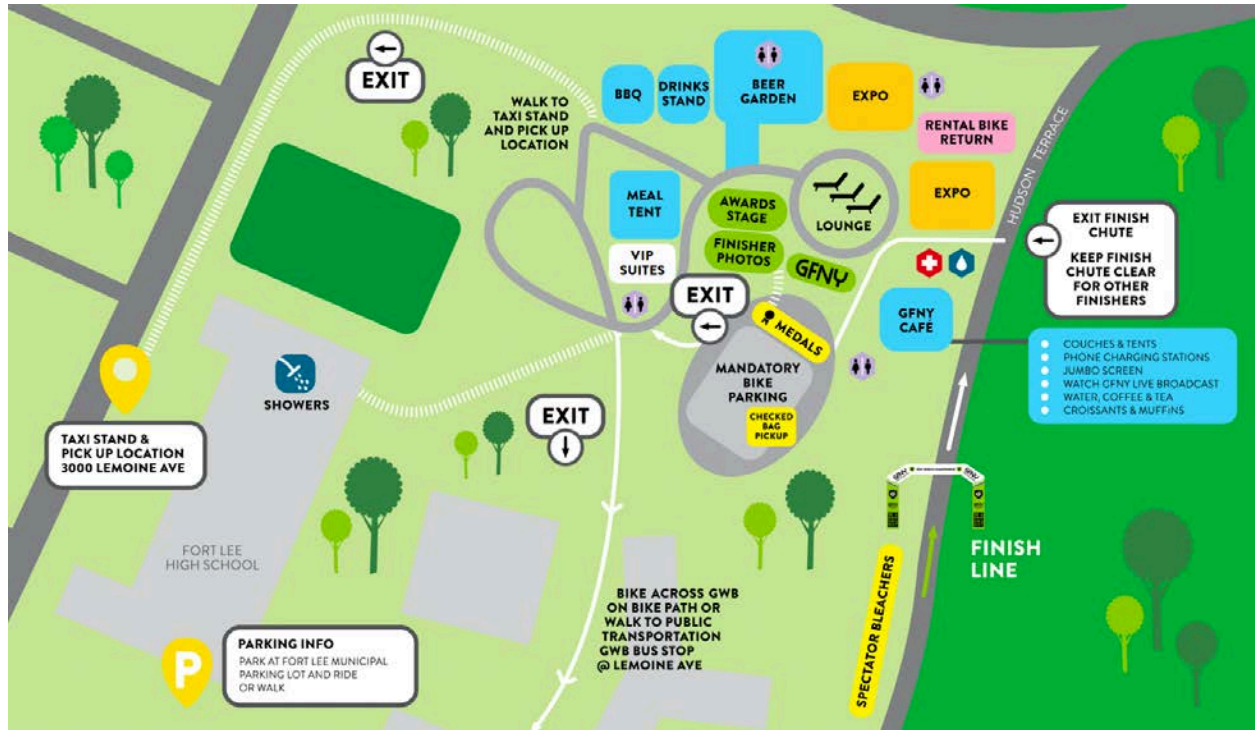 EXIT
WALK TO
TAXI STAND
AND PICK UP
LOCATION
BBQ
DRINKS
STAND
BEER
GARDEN
EXPO
RENTAL BIKE
RETURN
HUDSON TERRACE
MEAL
TENT
AWARDS
STAGE
LOUNGE
EXPO
EXIT FINISH
CHUTE
KEEP FINISH
CHUTE CLEAR
FOR OTHER
FINISHERS
VIP
SUITES
FINISHER
PHOTOS
GFNY
EXIT
MEDALS
GFNY
CAFÉ
COUCHES & TENTS
PHONE CHARGING STATIONS
JUMBO SCREEN
WATCH GFNY LIVE BROADCAST
WATER, COFFEE & TEA
CROISSANTS & MUFFINS
MANDATORY
BIKE
PARKING
CHECKED
BAG
PICKUP
SHOWERS
EXIT
TAXI STAND &
PICK UP LOCATION
3000 LEMOINE AVE
GFNY
GFNY
FINISH
LINE
SPECTATOR BLEACHERS
FORT LEE
HIGH SCHOOL
BIKE ACROSS GWB
ON BIKE PATH OR
WALK TO PUBLIC
TRANSPORTATION
GWB BUS STOP
@ LEMOINE AVE
P
PARKING INFO
PARK AT FORT LEE MUNICIPAL
PARKING LOT AND RIDE
OR WALK